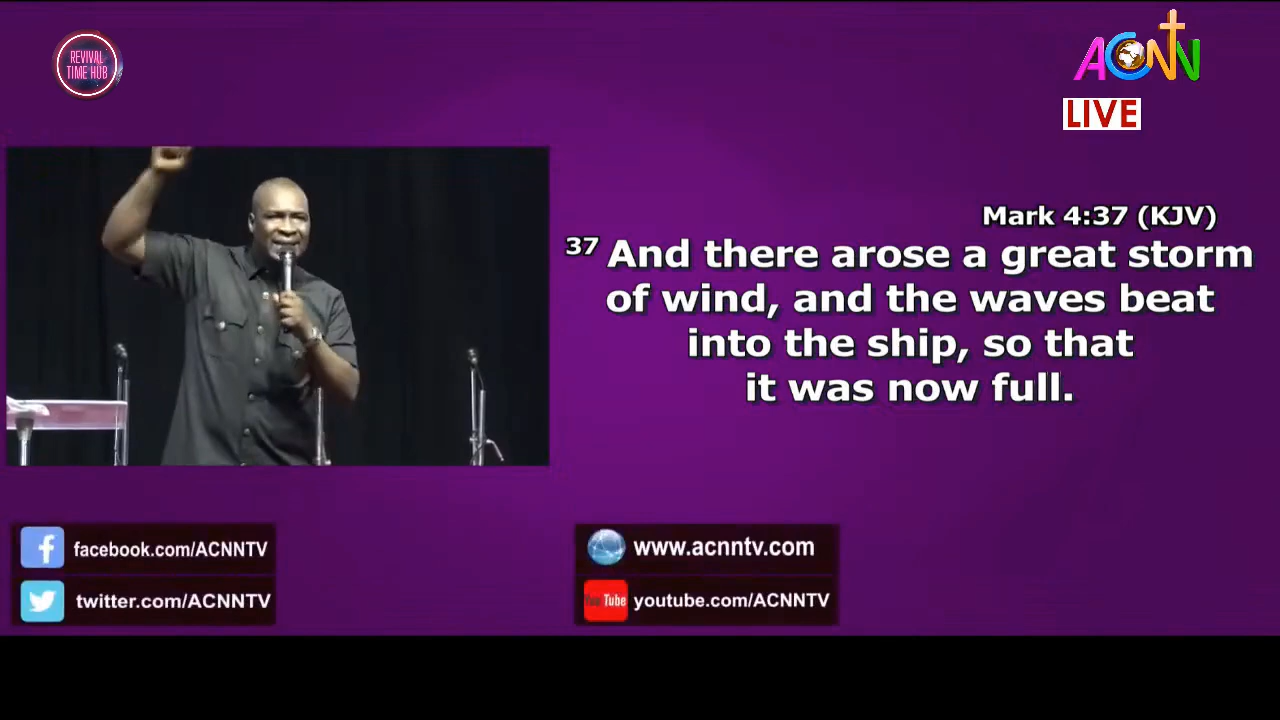 REVIVAL
TIME HUB
ACNN
LIVE
Mark 4:37 (KJV)
37 And there arose a great storm
of wind, and the waves beat
into the ship, so that
it was now full.
facebook.com/ACNNTV
twitter.com/ACNNTV
www.acnntv.com
You Tube
youtube.com/ACNNTV